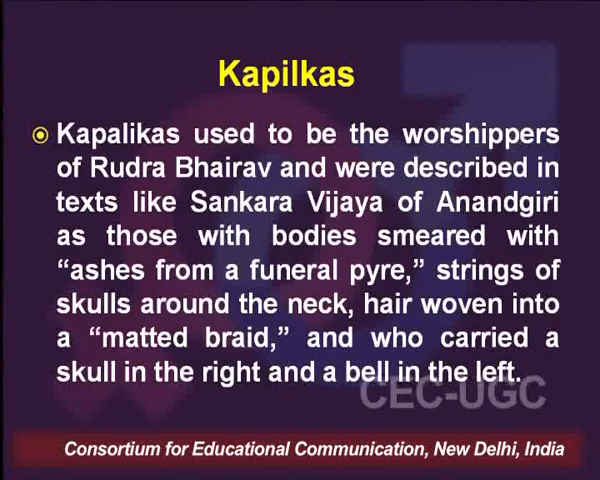 Kapilkas
Kapalikas used to be the worshippers
of Rudra Bhairav and were described in
texts like Sankara Vijaya of Anandgiri
as those with bodies smeared with
“ashes from a funeral pyre,” strings of
skulls around the neck, hair woven into
a “matted braid,” and who carried a
skull in the right and a bell in the left.
CEC-UGC
Consortium for Educational Communication, New Delhi, India